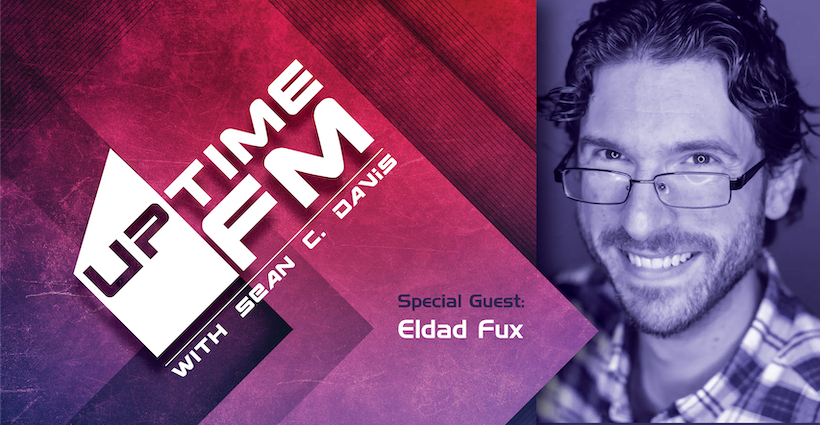 UP
TIME
FM
WITH SEAN C. DAViS
Special Guest:
Eldad Fux